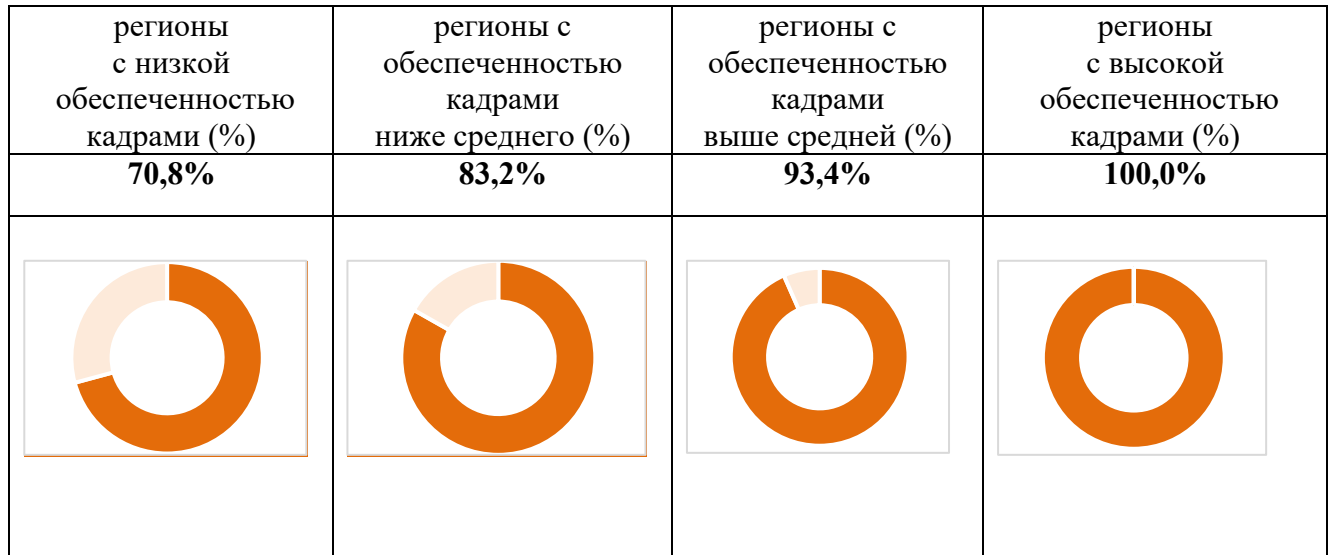 регионы
с низкой
обеспеченностью
кадрами (%)
регионы с
обеспеченностью
кадрами
ниже среднего (%)
регионы с
обеспеченностью
кадрами
выше средней (%)
регионы
с высокой
обеспеченностью
кадрами (%)
70,8%
83,2%
93,4%
100,0%